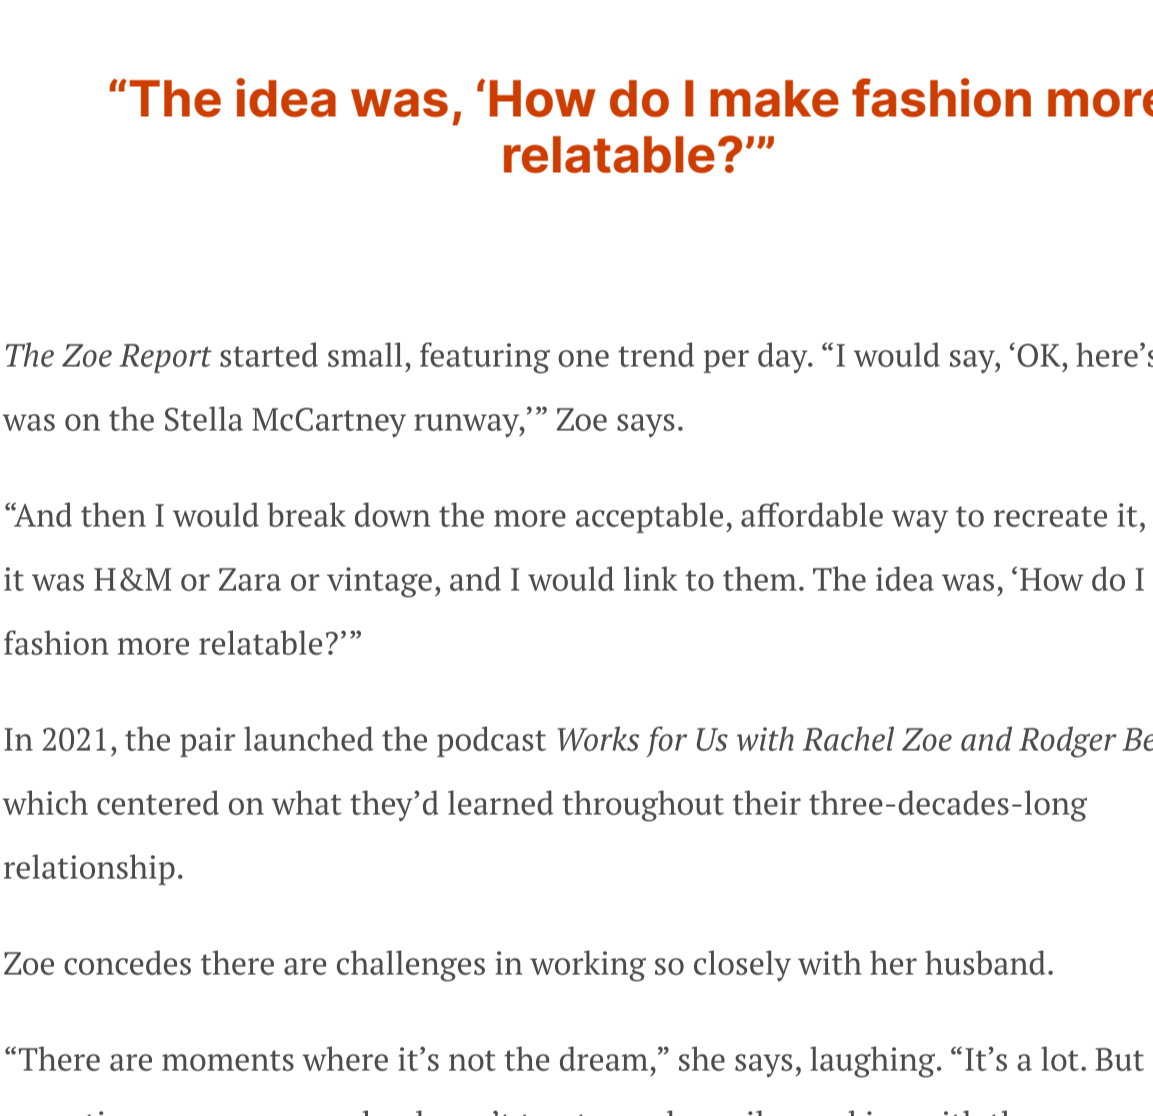 “The idea was, ‘How do I make fashion more
relatable?’”
The Zoe Report started small, featuring one trend per day. “I would say, ‘OK, here’s
was on the Stella McCartney runway,’” Zoe says.
“And then I would break down the more acceptable, affordable way to recreate it,
it was H&M or Zara or vintage, and I would link to them. The idea was, ‘How do I
fashion more relatable?’”
In 2021, the pair launched the podcast Works for Us with Rachel Zoe and Rodger Be
which centered on what they’d learned throughout their three-decades-long
relationship.
Zoe concedes there are challenges in working so closely with her husband.
“There are moments where it’s not the dream,” she says, laughing. “It’s a lot. But